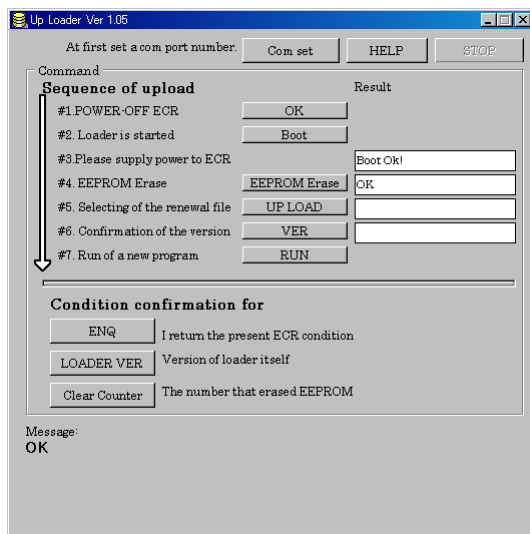 Up Loader Ver 1.05
At first set a com port number. Com set HELP STOP
Command
Sequence of upload Result
#1.POWER-OFF ECR OK
#2. Loader is started Boot
#3.Please supply power to ECR Boot Ok!
#4. EEPROM Erase EEPROM Erase OK
#5. Selecting of the renewal file UP LOAD
#6. Confirmation of the version VER
#7. Run of a new program RUN
Condition confirmation for
ENQ I return the present ECR condition
LOADER VER Version of loader itself
Clear Counter The number that erased EEPROM
Message:
OK